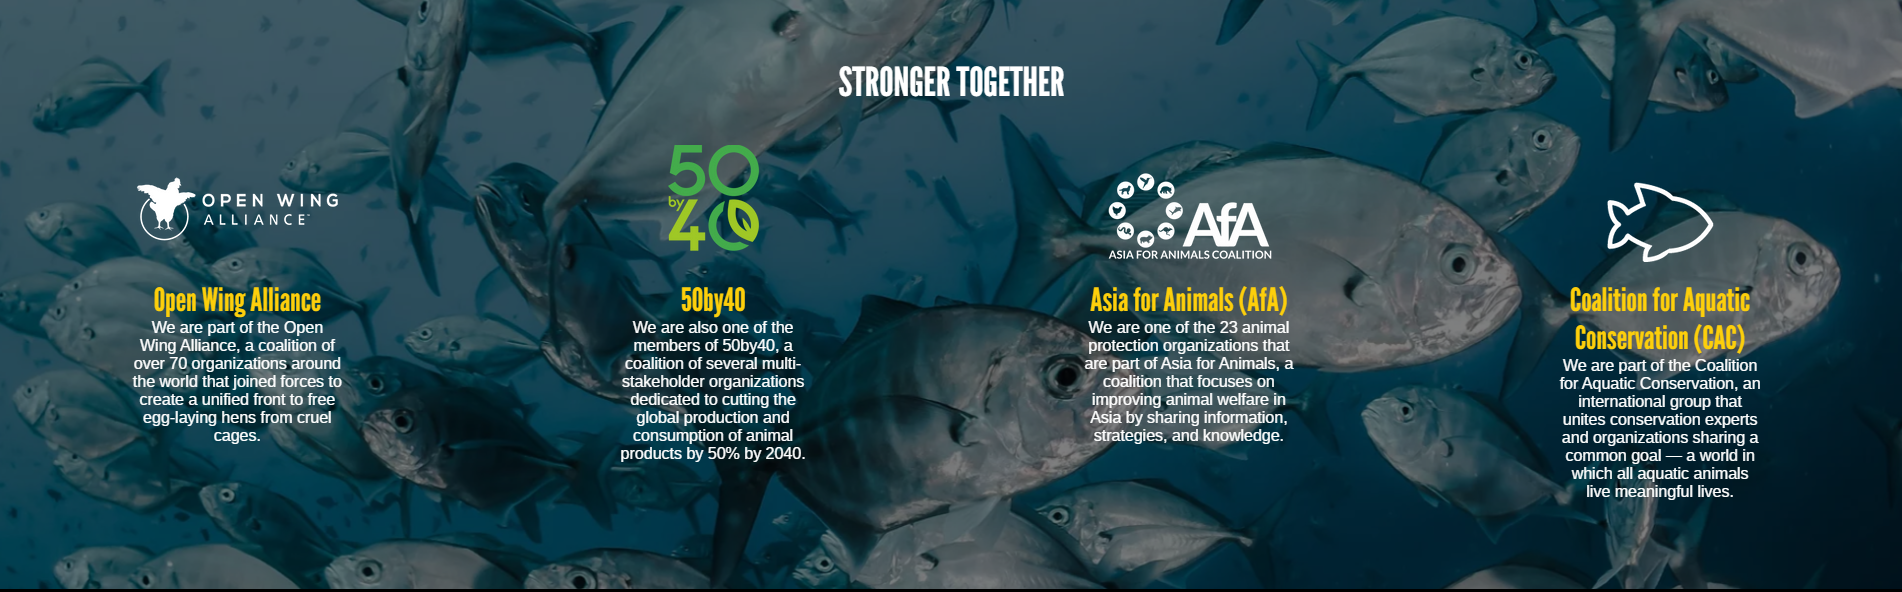 STRONGER TOGETHER
OPEN WING
ALLIANCE
Open Wing Alliance
We are part of the Open
Wing Alliance, a coalition of
over 70 organizations around
the world that joined forces to
create a unified front to free
egg-laying hens from cruel
cages.
50
by
40
50by40
We are also one of the
members of 50by40, a
coalition of several multi-
stakeholder organizations
dedicated to cutting the
global production and
consumption of animal
products by 50% by 2040.
AfA
ASIA FOR ANIMALS COALITION
Asia for Animals (AfA)
We are one of the 23 animal
protection organizations that
are part of Asia for Animals, a
coalition that focuses on
improving animal welfare in
Asia by sharing information,
strategies, and knowledge.
Coalition for Aquatic
Conservation (CAC)
We are part of the Coalition
for Aquatic Conservation, an
international group that
unites conservation experts
and organizations sharing a
common goal — a world in
which all aquatic animals
live meaningful lives.